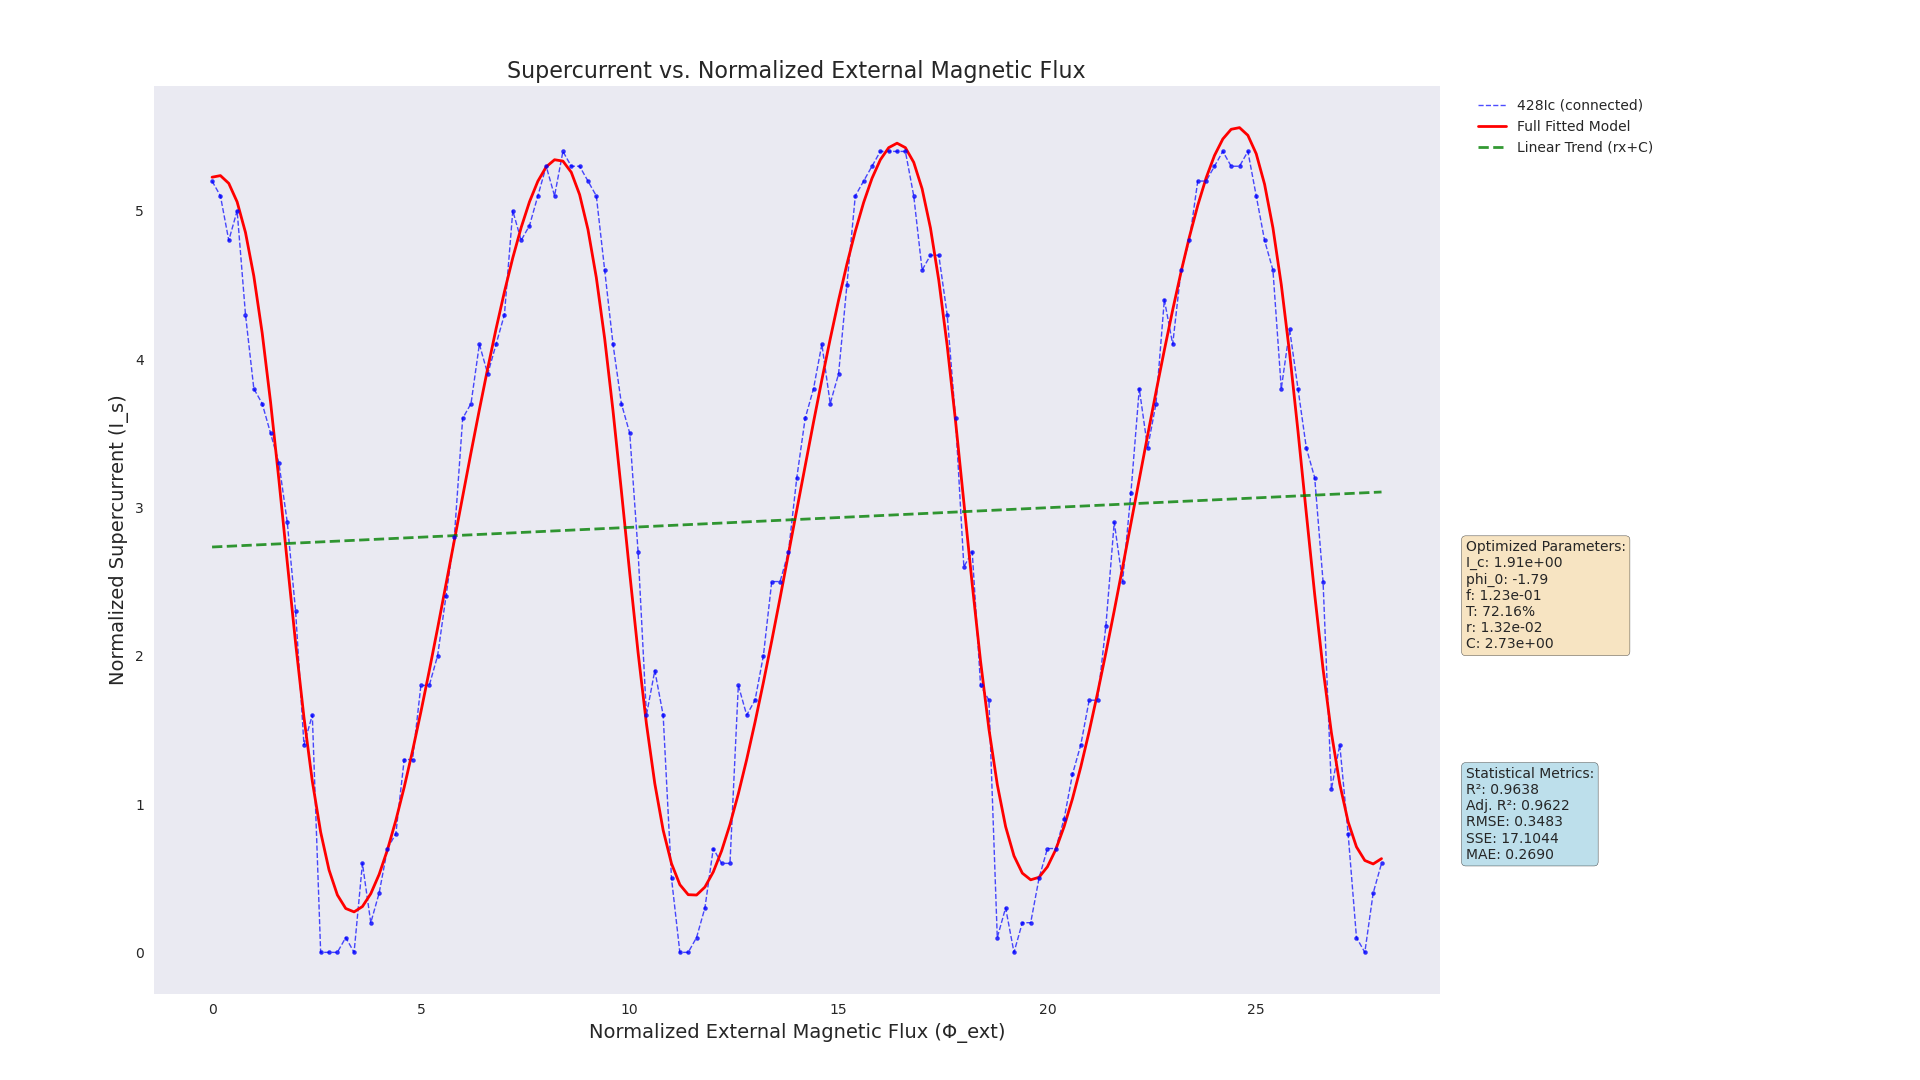 Supercurrent vs. Normalized External Magnetic Flux
428Ic (connected)
Full Fitted Model
Linear Trend (rx+C)
Normalized Supercurrent (I_s)
5
4
3
2
1
0
0 5 10 15 20 25
Normalized External Magnetic Flux (Φ_ext)
Optimized Parameters:
I_c: 1.91e+00
phi_0: -1.79
f: 1.23e-01
T: 72.16%
r: 1.32e-02
C: 2.73e+00
Statistical Metrics:
R²: 0.9638
Adj. R²: 0.9622
RMSE: 0.3483
SSE: 17.1044
MAE: 0.2690